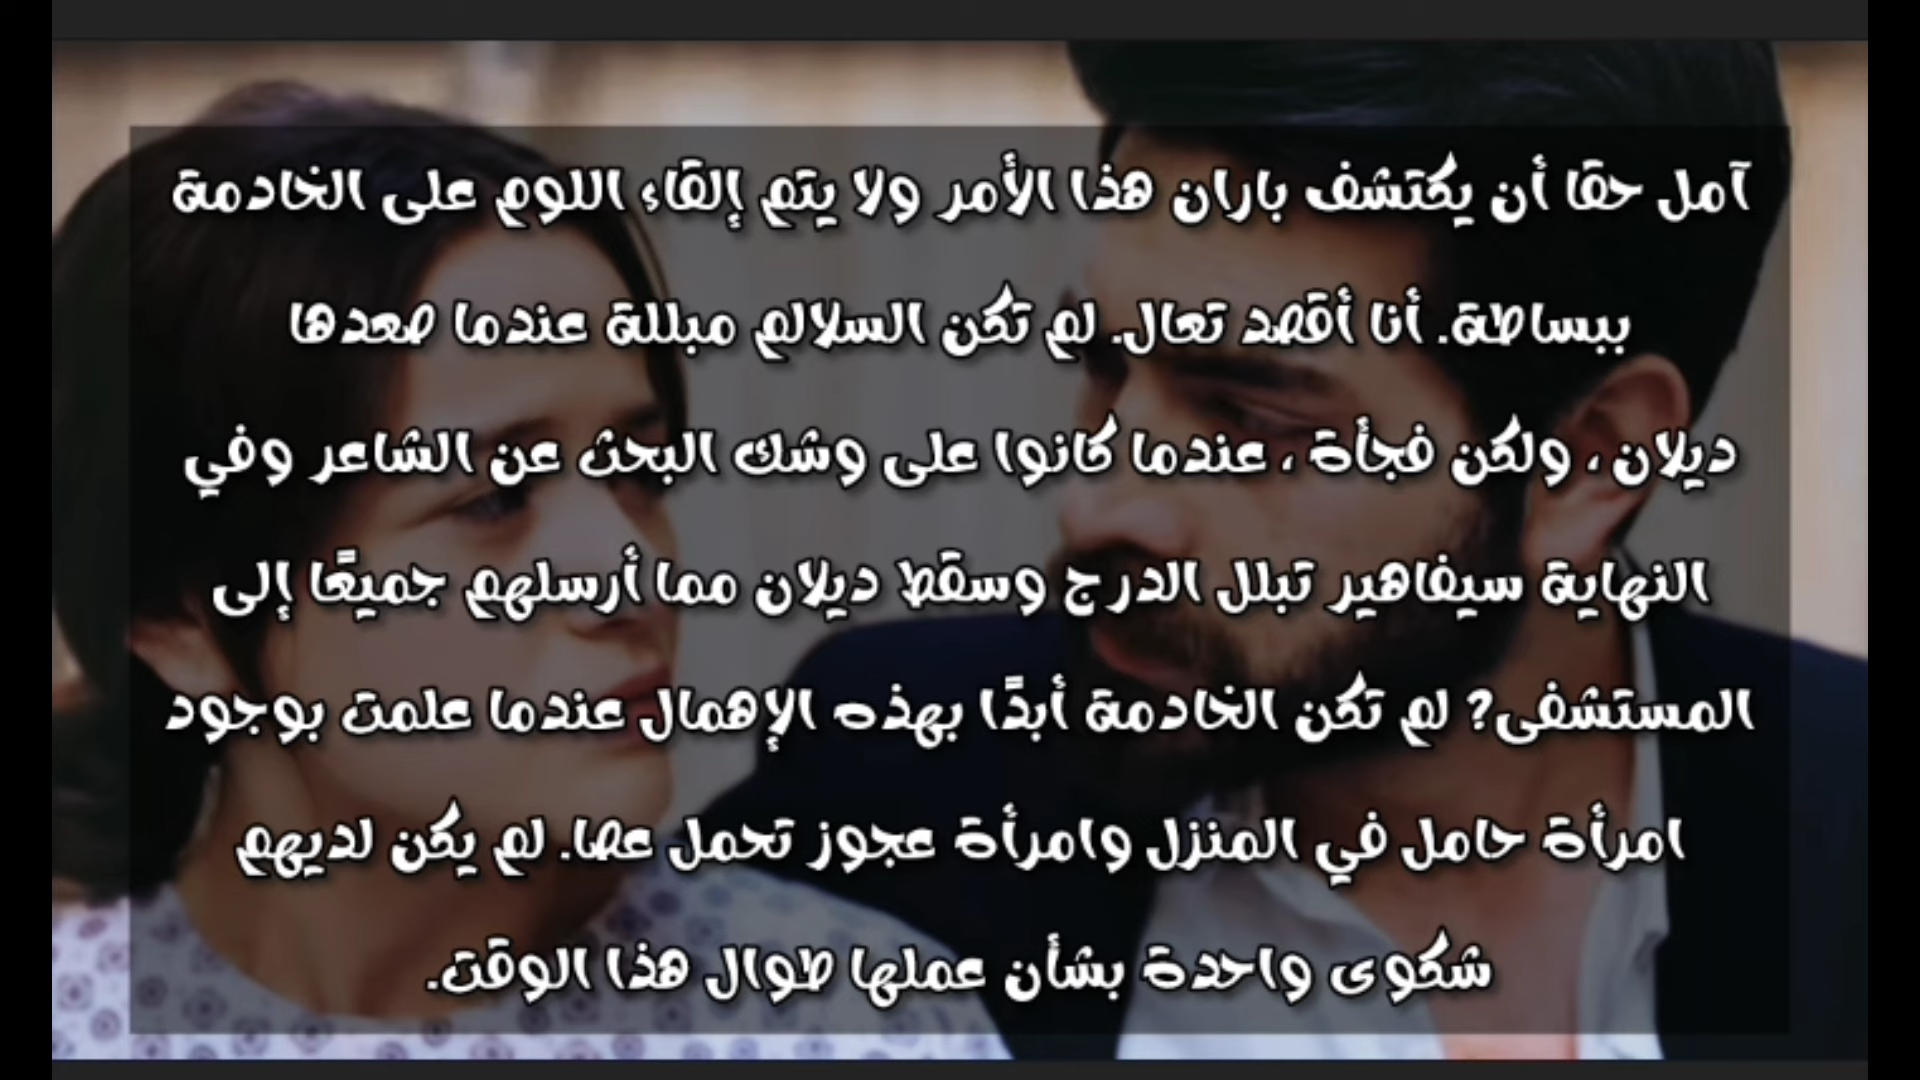 آمل حقا أن يكتشف باران هذا الأمر ولا يتم إلقاء اللوم على الخادمة
ببساطة. أنا أقصد تعال. لم تكن السلالم مبللة عندما صعدها
ديلان ، ولكن فجأة ، عندما كانوا على وشك البحث عن الشاعر وفي
النهاية سيفاهير تبلل الدرج وسقط ديلان مما أرسلهم جميعًا إلى
المستشفى? لم تكن الخادمة أبدًا بهذه الإهمال عندما علمت بوجود
امرأة حامل في المنزل وامرأة عجوز تحمل عصا. لم يكن لديهم
شكوى واحدة بشأن عملها طوال هذا الوقت.